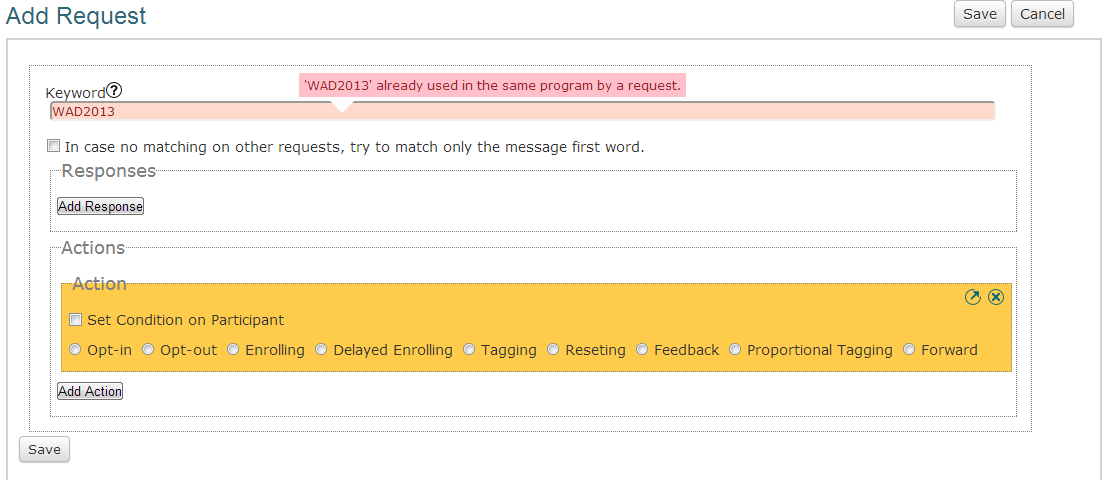 Add Request
Save Cancel
'WAD2013' already used in the same program by a request.
Keyword?
WAD2013
In case no matching on other requests, try to match only the message first word.
Responses
Add Response
Actions
Action
Set Condition on Participant
Opt-in Opt-out Enrolling Delayed Enrolling Tagging Reseting Feedback Proportional Tagging Forward
Add Action
Save